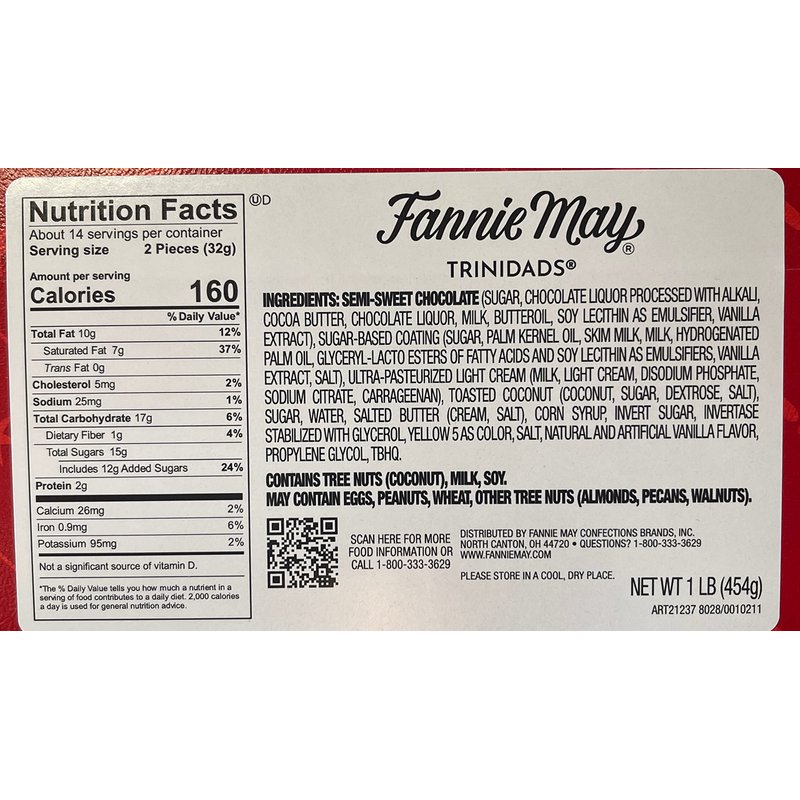 Nutrition Facts
About 14 servings per container
Serving size 2 Pieces (32g)
Amount per serving
Calories 160
% Daily Value*
Total Fat 10g 12%
Saturated Fat 7g 37%
Trans Fat 0g
Cholesterol 5mg 2%
Sodium 25mg 1%
Total Carbohydrate 17g 6%
Dietary Fiber 1g 4%
Total Sugars 15g
Includes 12g Added Sugars 24%
Protein 2g
Calcium 26mg 2%
Iron 0.9mg 6%
Potassium 95mg 2%
Not a significant source of vitamin D.
*The % Daily Value tells you how much a nutrient in a
serving of food contributes to a daily diet. 2,000 calories
a day is used for general nutrition advice.
ⓊD
Fannie May®
TRINIDADS®
INGREDIENTS: SEMI-SWEET CHOCOLATE (SUGAR, CHOCOLATE LIQUOR PROCESSED WITH ALKALI,
COCOA BUTTER, CHOCOLATE LIQUOR, MILK, BUTTEROIL, SOY LECITHIN AS EMULSIFIER, VANILLA
EXTRACT), SUGAR-BASED COATING (SUGAR, PALM KERNEL OIL, SKIM MILK, MILK, HYDROGENATED
PALM OIL, GLYCERYL-LACTO ESTERS OF FATTY ACIDS AND SOY LECITHIN AS EMULSIFIERS, VANILLA
EXTRACT, SALT), ULTRA-PASTEURIZED LIGHT CREAM (MILK, LIGHT CREAM, DISODIUM PHOSPHATE,
SODIUM CITRATE, CARRAGEENAN), TOASTED COCONUT (COCONUT, SUGAR, DEXTROSE, SALT),
SUGAR, WATER, SALTED BUTTER (CREAM, SALT), CORN SYRUP, INVERT SUGAR, INVERTASE
STABILIZED WITH GLYCEROL, YELLOW 5 AS COLOR, SALT, NATURAL AND ARTIFICIAL VANILLA FLAVOR,
PROPYLENE GLYCOL, TBHQ.
CONTAINS TREE NUTS (COCONUT), MILK, SOY.
MAY CONTAIN EGGS, PEANUTS, WHEAT, OTHER TREE NUTS (ALMONDS, PECANS, WALNUTS).
SCAN HERE FOR MORE
FOOD INFORMATION OR
CALL 1-800-333-3629
DISTRIBUTED BY FANNIE MAY CONFECTIONS BRANDS, INC.
NORTH CANTON, OH 44720 • QUESTIONS? 1-800-333-3629
WWW.FANNIEMAY.COM
PLEASE STORE IN A COOL, DRY PLACE.
NET WT 1 LB (454g)
ART21237 8028/0010211